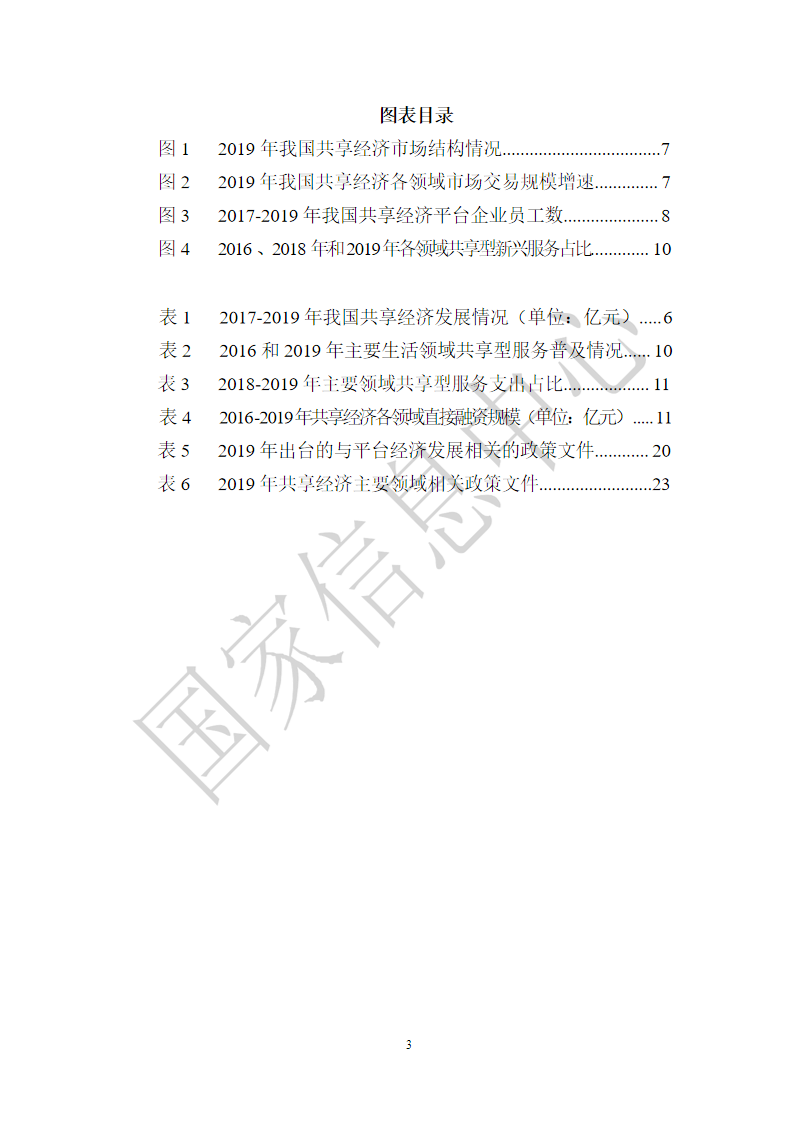 图表目录
图 1 2019 年我国共享经济市场结构情况...................................7
图 2 2019 年我国共享经济各领域市场交易规模增速.............. 7
图 3 2017-2019 年我国共享经济平台企业员工数..................... 8
图 4 2016 、2018 年和 2019 年各领域共享型新兴服务占比............. 10
表 1 2017-2019 年我国共享经济发展情况（单位：亿元）.....6
表 2 2016 和 2019 年主要生活领域共享型服务普及情况...... 10
表 3 2018-2019 年主要领域共享型服务支出占比................... 11
表 4 2016-2019 年共享经济各领域直接融资规模（单位：亿元）..... 11
表 5 2019 年出台的与平台经济发展相关的政策文件............ 20
表 6 2019 年共享经济主要领域相关政策文件.........................23
国家信息中心
3